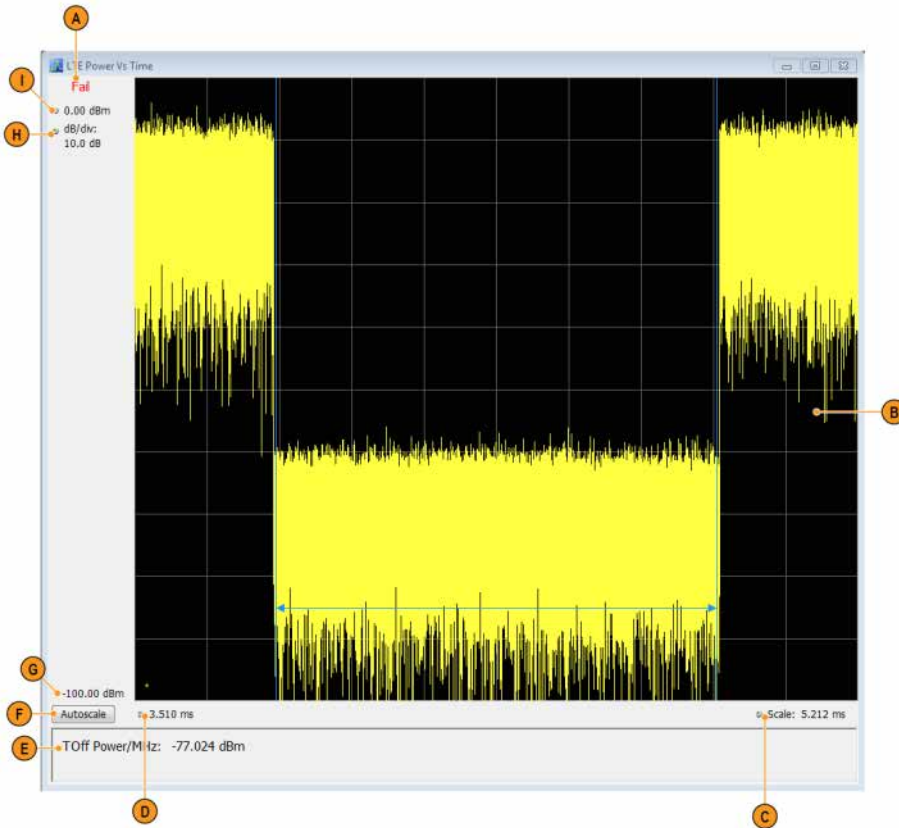 A
LTE Power Vs Time
Fail
I
0.00 dBm
H
dB/div:
10.0 dB
B
G
-100.00 dBm
F
Autoscale
3.510 ms
Scale: 5.212 ms
E
TOff Power/MHz: -77.024 dBm
D
C